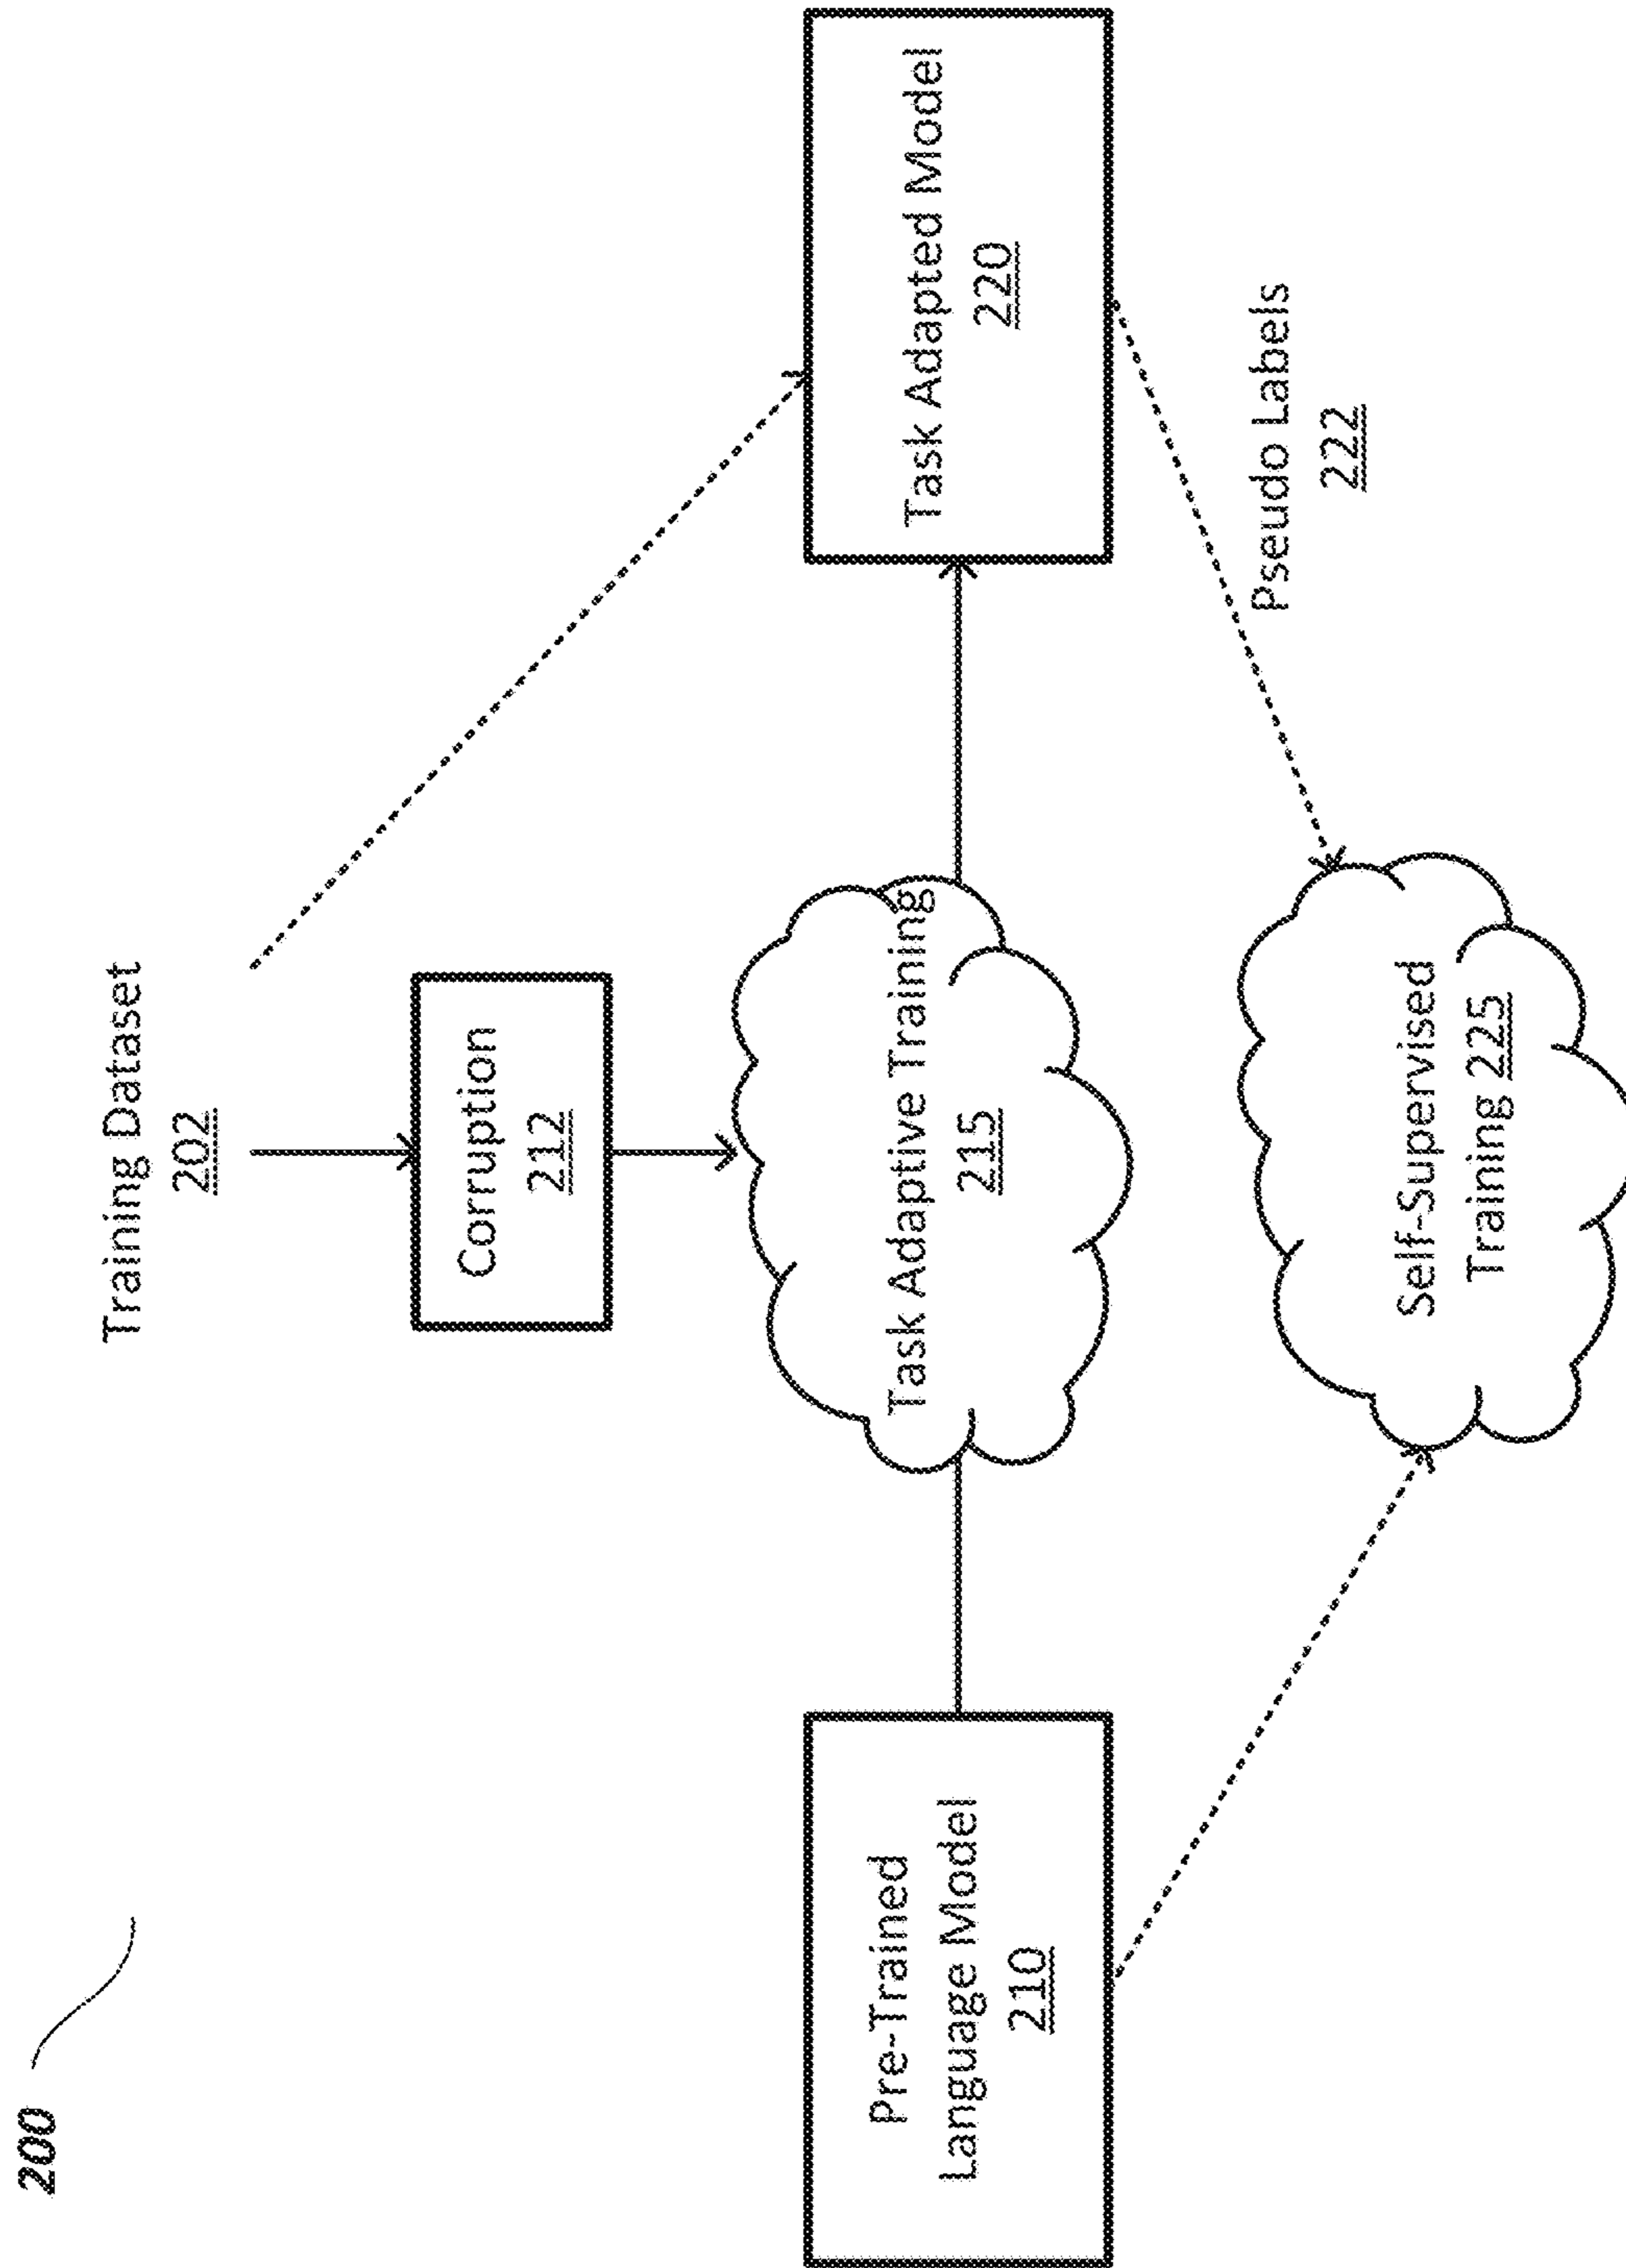 200
Training Dataset
202
Corruption
212
Pre-Trained
Language Model
210
Task Adaptive Training
215
Task Adapted Model
220
Pseudo Labels
222
Self-Supervised
Training 225